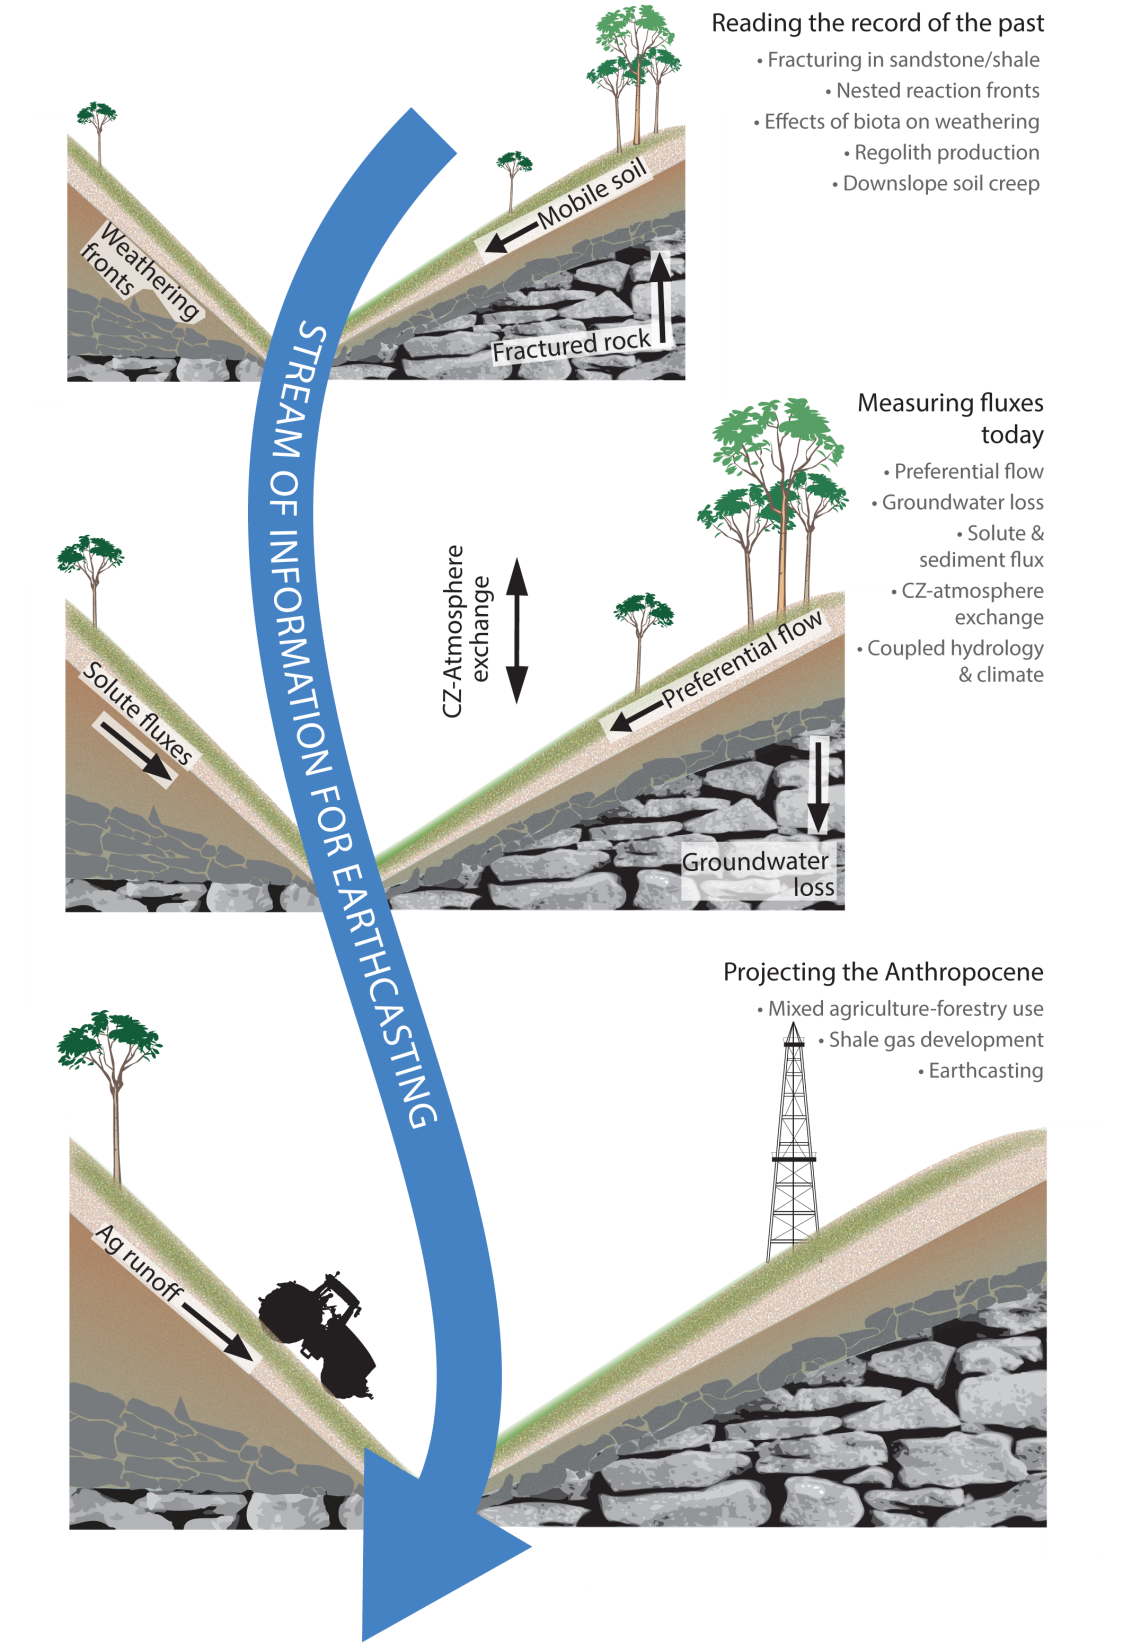 Reading the record of the past
• Fracturing in sandstone/shale
• Nested reaction fronts
• Effects of biota on weathering
• Regolith production
• Downslope soil creep
Mobile soil
Weathering
fronts
Fractured rock
STREAM OF INFORMATION FOR EARTHCASTING
Measuring fluxes
today
• Preferential flow
• Groundwater loss
• Solute &
sediment flux
• CZ-atmosphere
exchange
• Coupled hydrology
& climate
CZ-Atmosphere
exchange
Preferential flow
Solute fluxes
Groundwater
loss
Projecting the Anthropocene
• Mixed agriculture-forestry use
• Shale gas development
• Earthcasting
Ag runoff